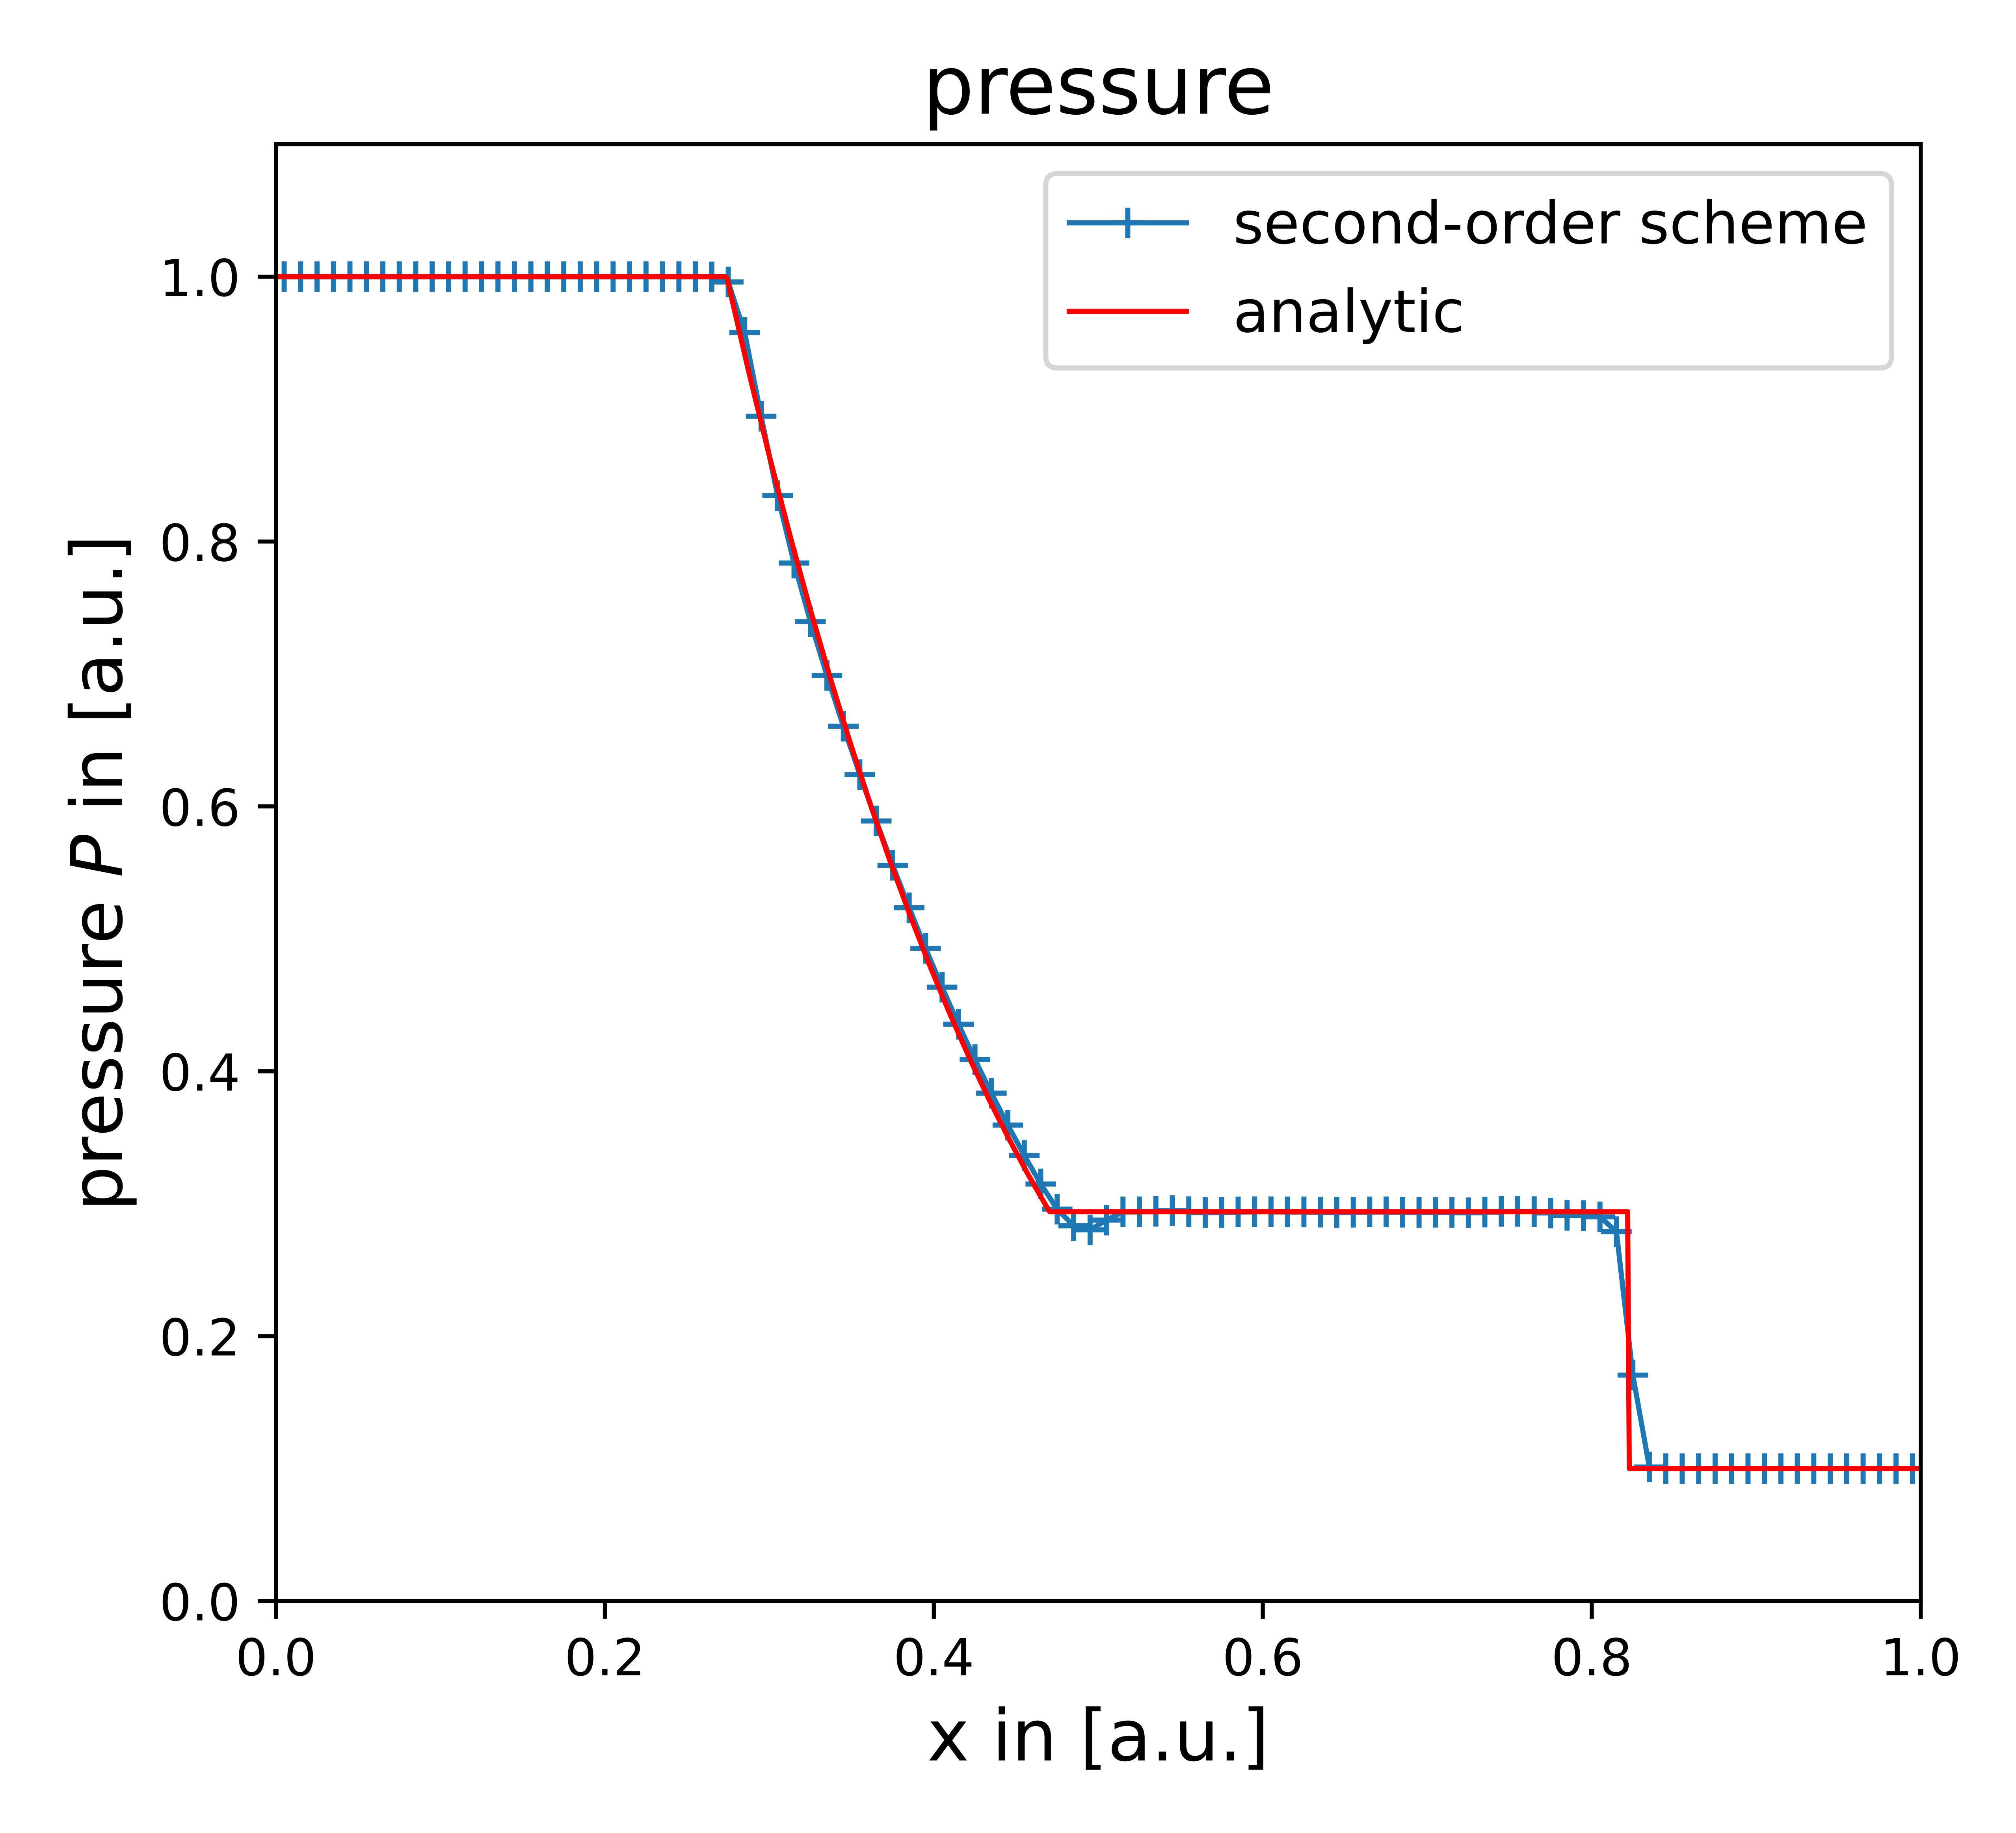 pressure
second-order scheme
analytic
pressure P in [a.u.]
1.0
0.8
0.6
0.4
0.2
0.0
0.0 0.2 0.4 0.6 0.8 1.0
x in [a.u.]